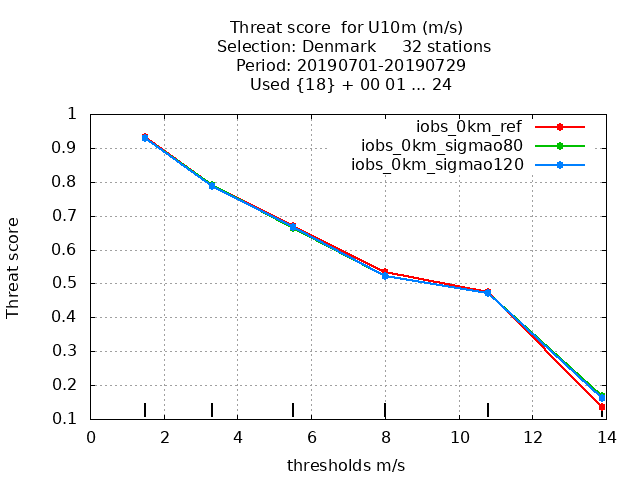 Threat score  for U10m (m/s)
Selection: Denmark     32 stations
Period: 20190701-20190729
Used {18} + 00 01 ... 24
iobs_0km_ref
iobs_0km_sigmao80
iobs_0km_sigmao120
Threat score
1
0.9
0.8
0.7
0.6
0.5
0.4
0.3
0.2
0.1
0 2 4 6 8 10 12 14
thresholds m/s